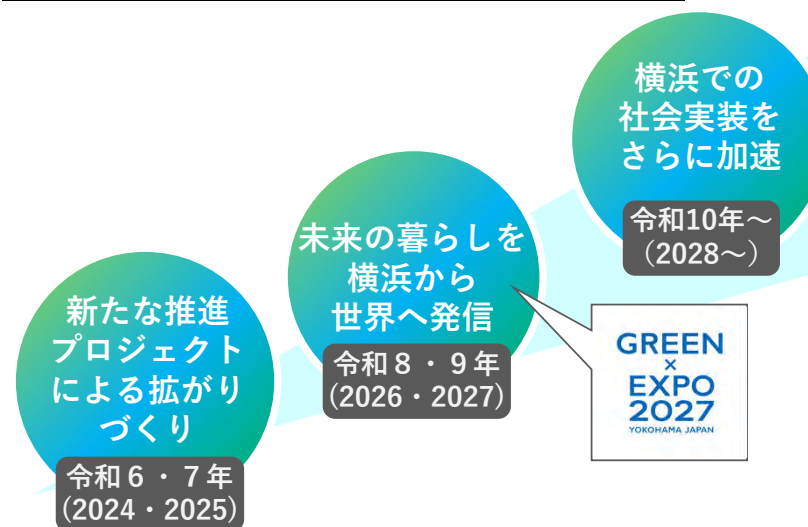 新たな推進
プロジェクト
による拡がり
づくり
令和６・７年
(2024・2025)
未来の暮らしを
横浜から
世界へ発信
令和８・９年
(2026・2027)
GREEN
×
EXPO
2027
YOKOHAMA JAPAN
横浜での
社会実装を
さらに加速
令和10年～
（2028～）